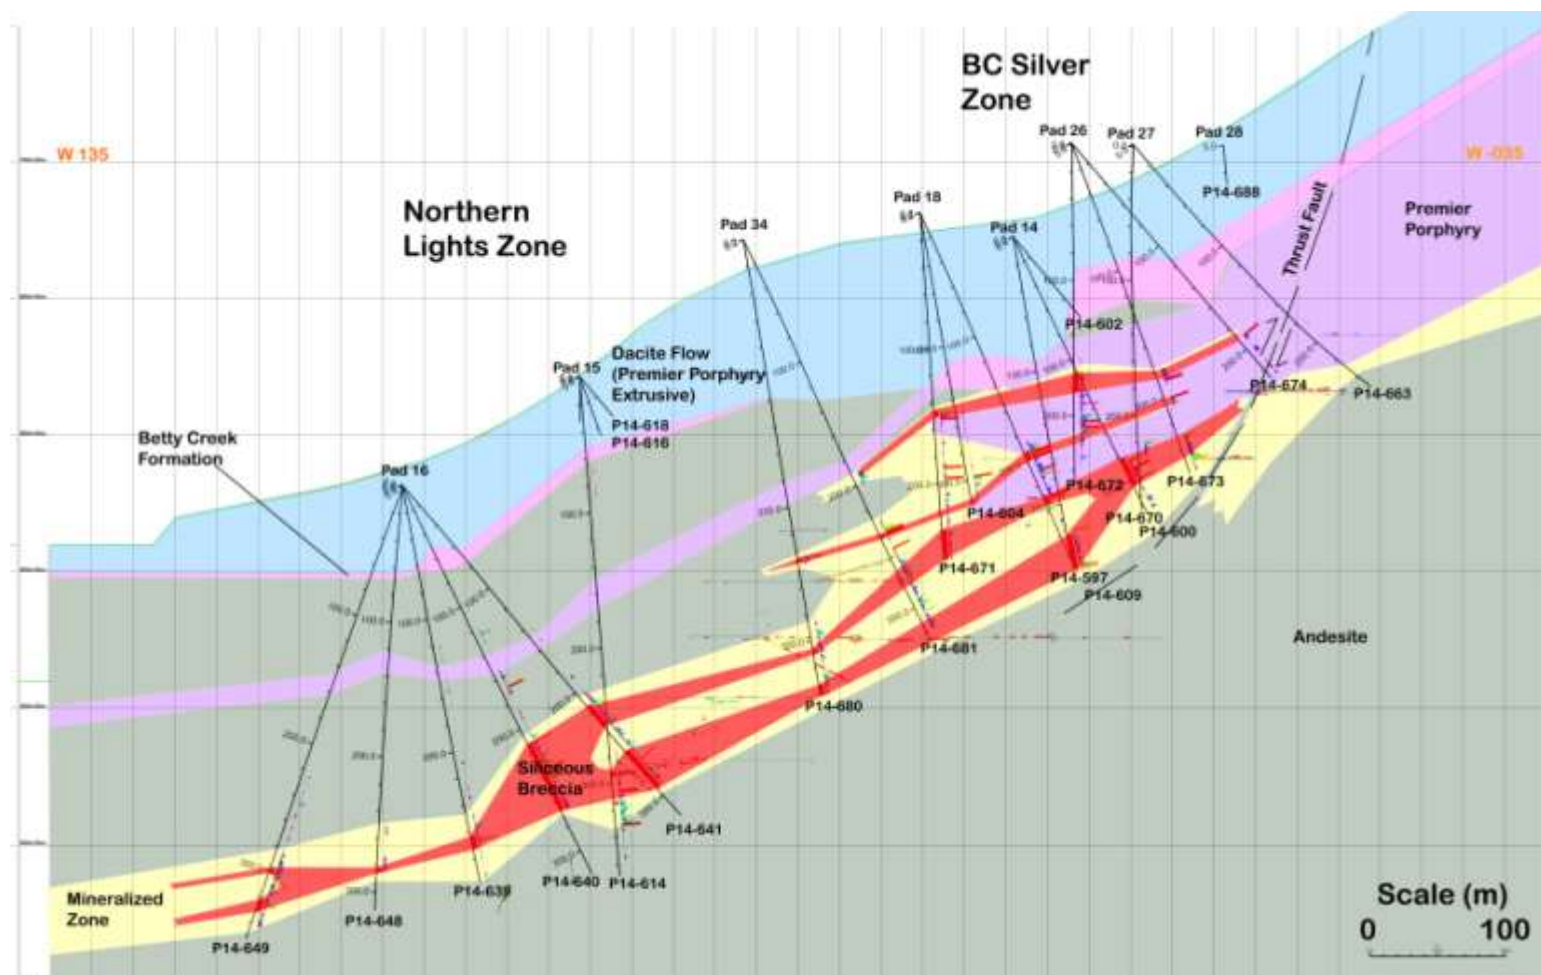 BC Silver
Zone
Pad 26
Pad 27
Pad 28
W 135
W -035
P14-688
Northern
Lights Zone
Pad 18
Pad 34
Pad 14
Thrust Fault
Premier
Porphyry
P14-602
Dacite Flow
(Premier Porphyry
Extrusive)
Pad 15
P14-674
P14-663
P14-618
P14-616
Betty Creek
Formation
Pad 16
P14-672
P14-673
P14-604
P14-670
P14-600
P14-671
P14-597
P14-609
Andesite
P14-681
P14-680
Siliceous
Breccia
P14-641
P14-639
P14-640
P14-614
Mineralized
Zone
P14-648
P14-649
Scale (m)
0 100